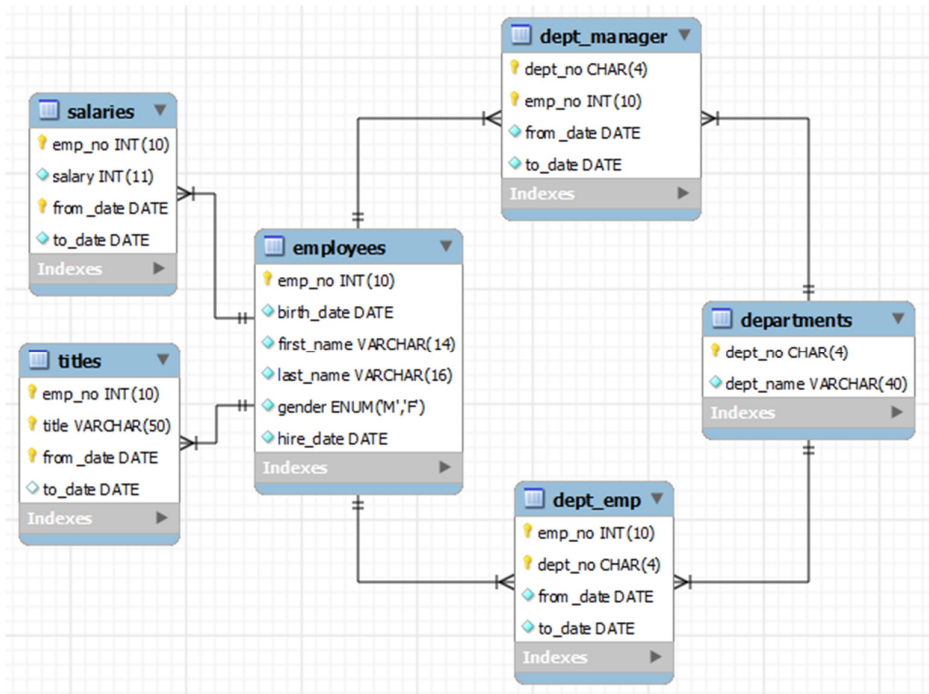 dept_manager
dept_no CHAR(4)
emp_no INT(10)
from_date DATE
to_date DATE
Indexes
salaries
emp_no INT(10)
salary INT(11)
from_date DATE
to_date DATE
Indexes
employees
emp_no INT(10)
birth_date DATE
first_name VARCHAR(14)
last_name VARCHAR(16)
gender ENUM('M','F')
hire_date DATE
Indexes
departments
dept_no CHAR(4)
dept_name VARCHAR(40)
Indexes
titles
emp_no INT(10)
title VARCHAR(50)
from_date DATE
to_date DATE
Indexes
dept_emp
emp_no INT(10)
dept_no CHAR(4)
from_date DATE
to_date DATE
Indexes